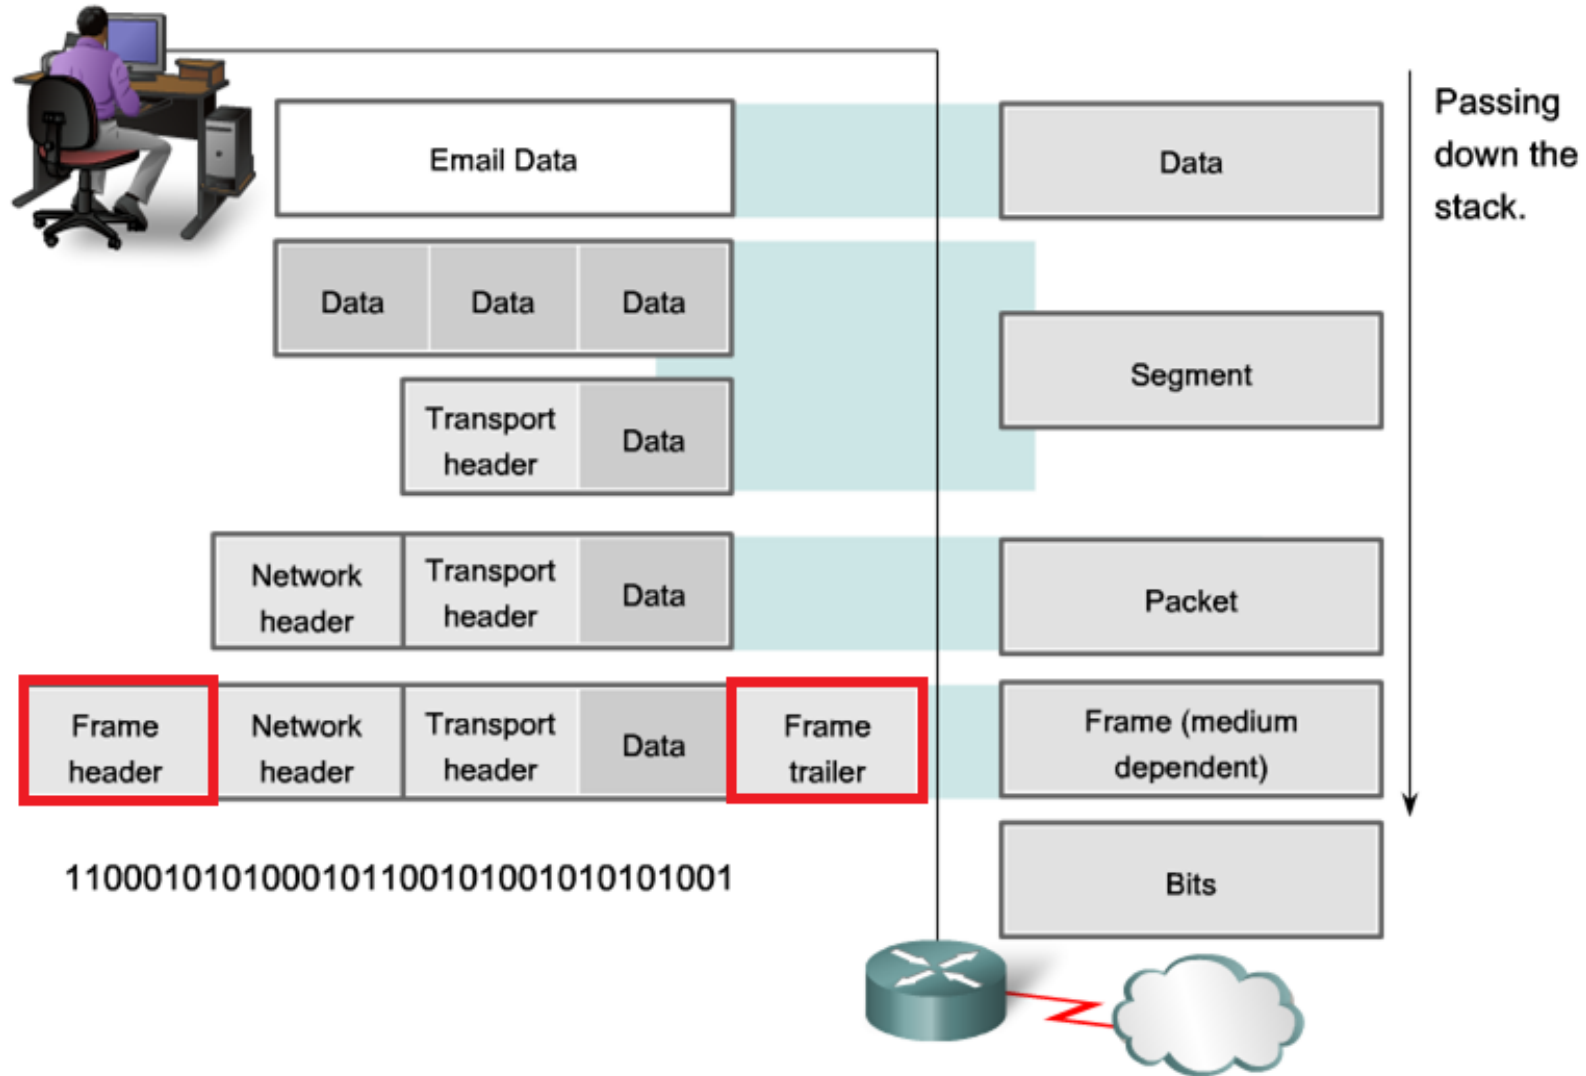 Email Data
Data
Passing
down the
stack.
Data
Data
Data
Segment
Transport
header
Data
Network
header
Transport
header
Data
Packet
Frame
header
Network
header
Transport
header
Data
Frame
trailer
Frame (medium
dependent)
1100010101000101100101001010101001
Bits